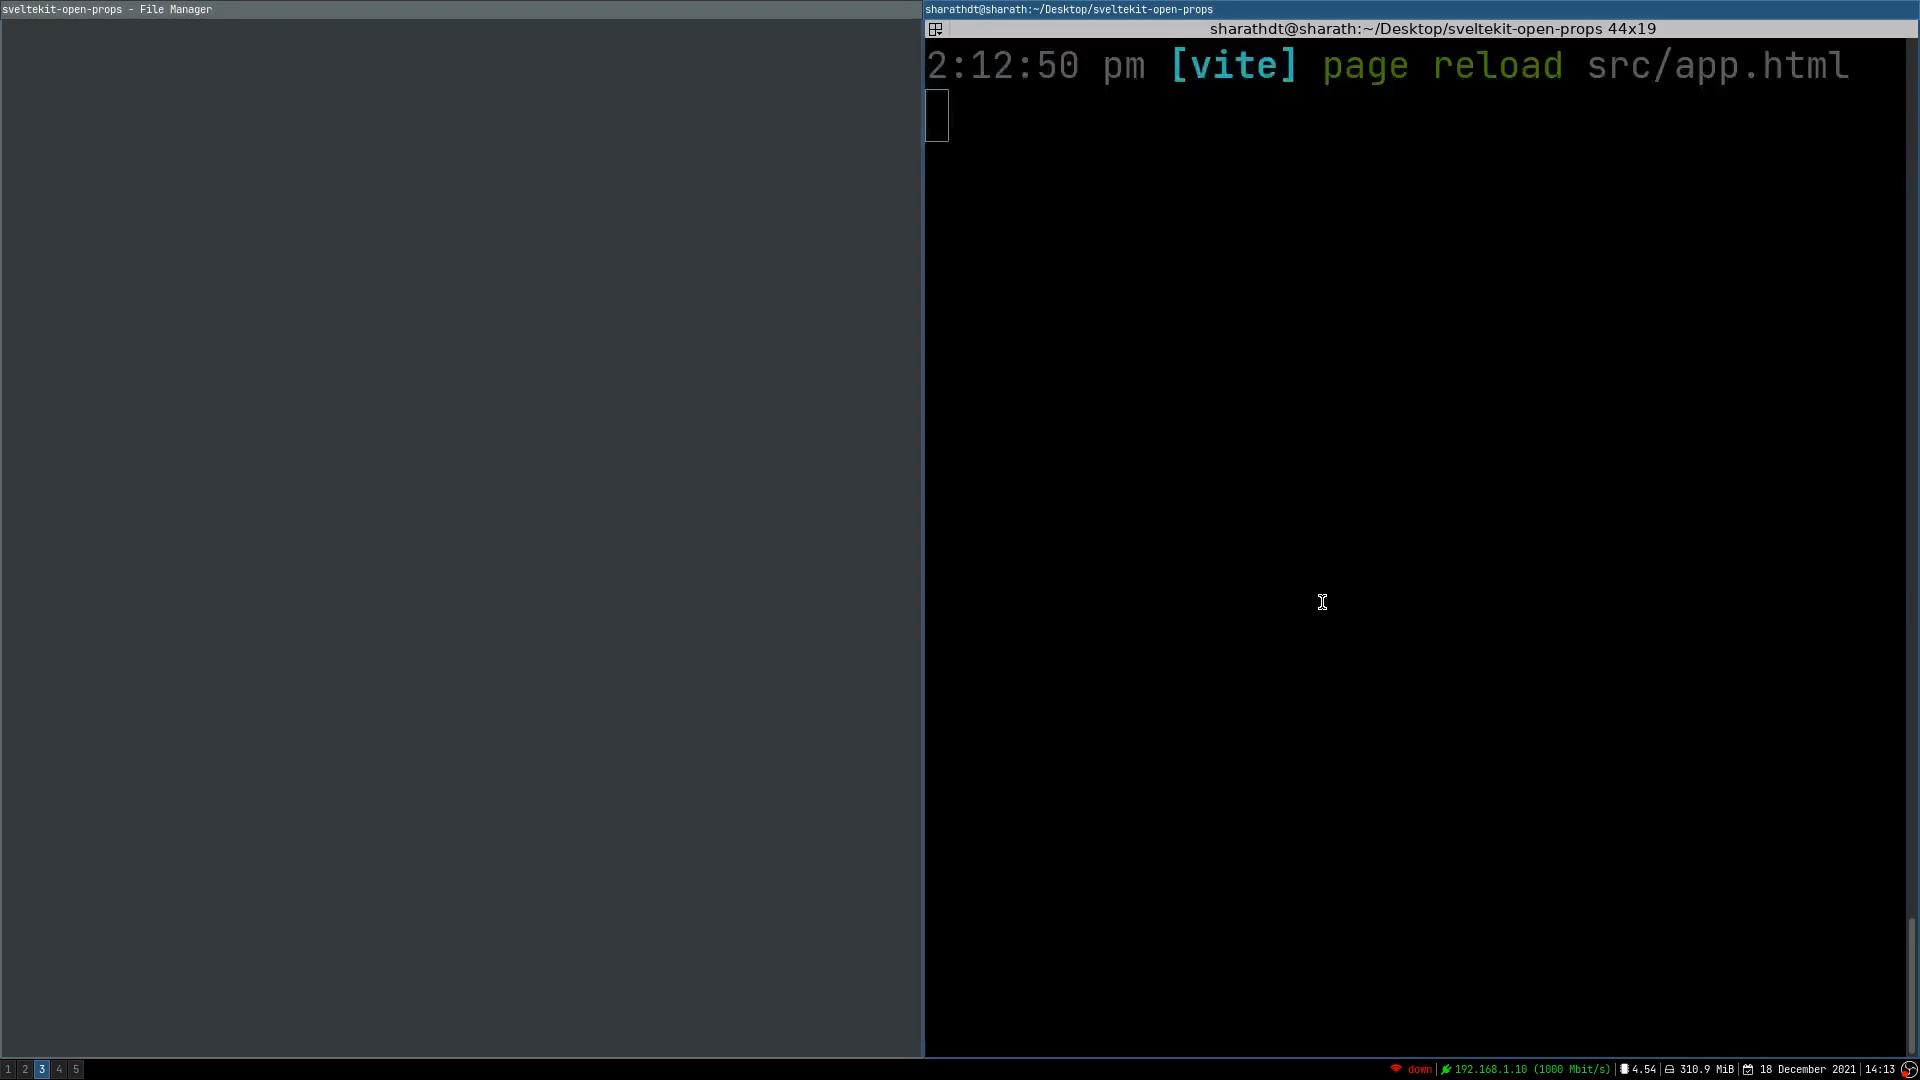 sveltekit-open-props - File Manager
sharathdt@sharath:~/Desktop/sveltekit-open-props
sharathdt@sharath:~/Desktop/sveltekit-open-props 44x19
2:12:50 pm [vite] page reload src/app.html
1 2 3 4 5
down | 192.168.1.10 (1000 Mbit/s) | 4.54 | 310.9 MiB | 18 December 2021 | 14:13